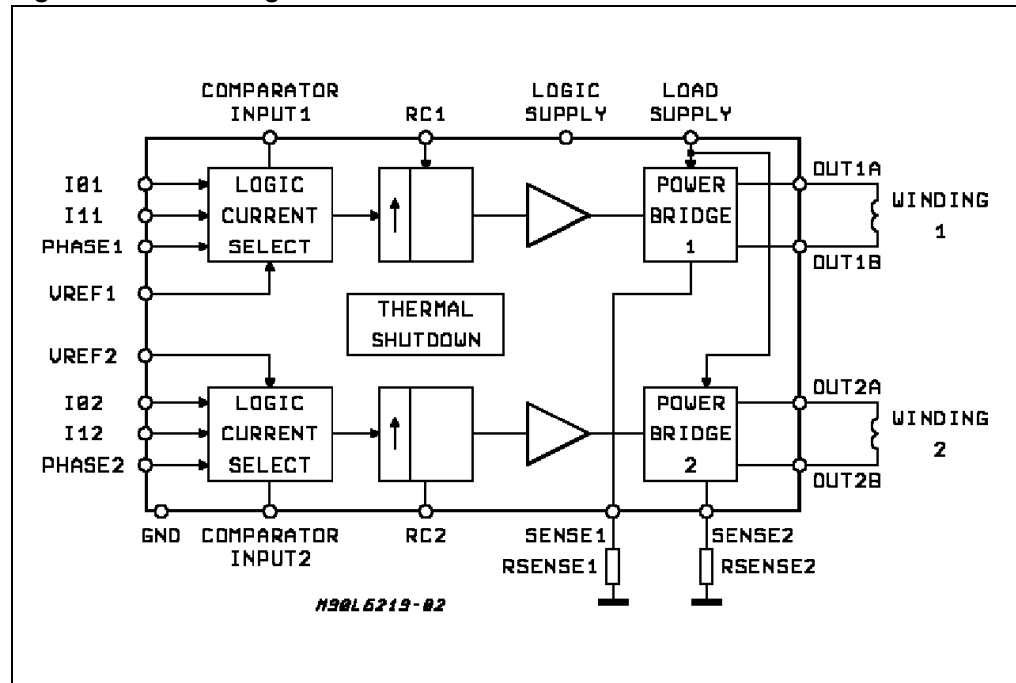 COMPARATOR INPUT1
RC1
LOGIC SUPPLY
LOAD SUPPLY
I01
I11
PHASE1
VREF1
LOGIC CURRENT SELECT
POWER BRIDGE 1
OUT1A
OUT1B
WINDING 1
THERMAL SHUTDOWN
VREF2
I02
I12
PHASE2
LOGIC CURRENT SELECT
POWER BRIDGE 2
OUT2A
OUT2B
WINDING 2
GND
COMPARATOR INPUT2
RC2
SENSE1
SENSE2
RSENSE1
RSENSE2
M90L6219-02